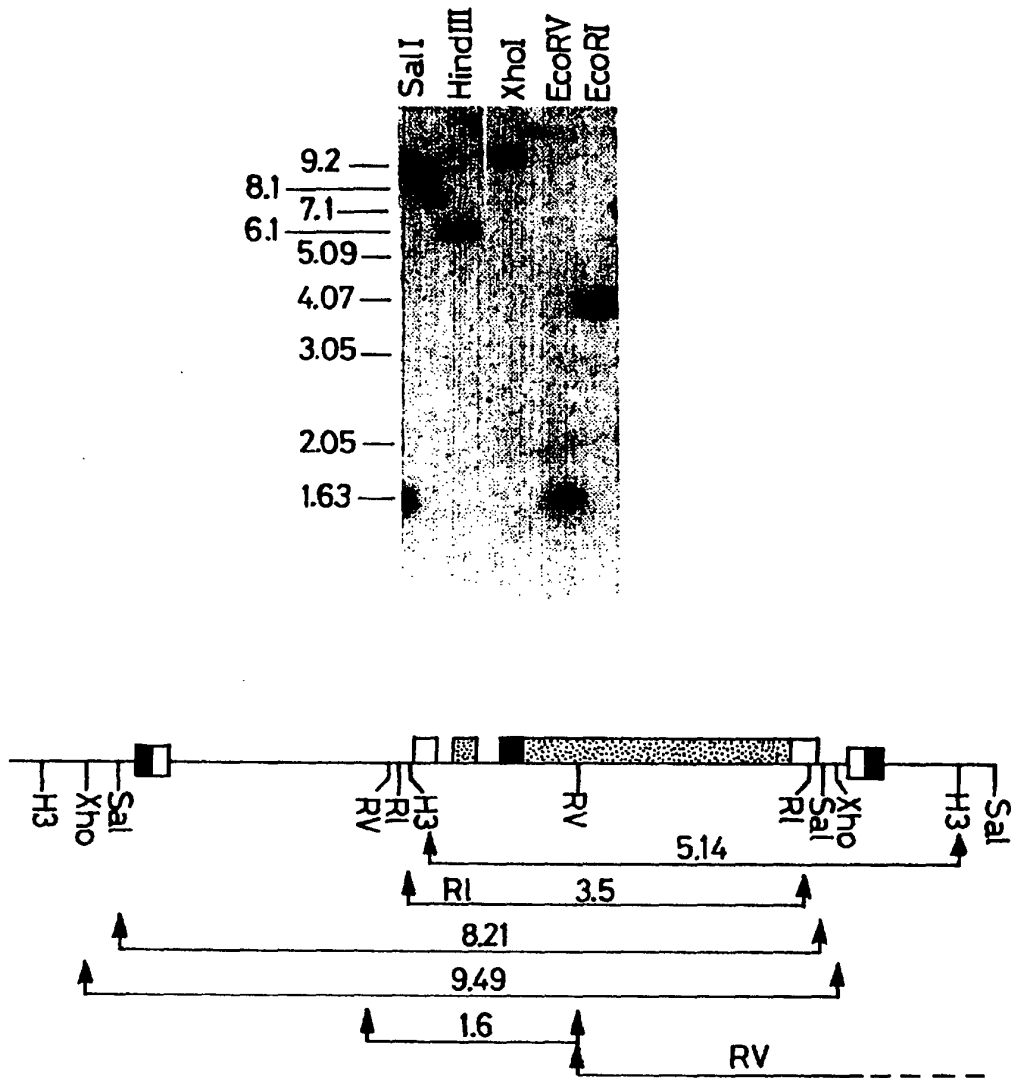 Sal I
HindIII
XhoI
EcoRV
EcoRI
9.2
8.1
7.1
6.1
5.09
4.07
3.05
2.05
1.63
H3 Xho Sal RV RI H3 RV RI Sal Xho H3 Sal
5.14
RI 3.5
8.21
9.49
1.6
RV